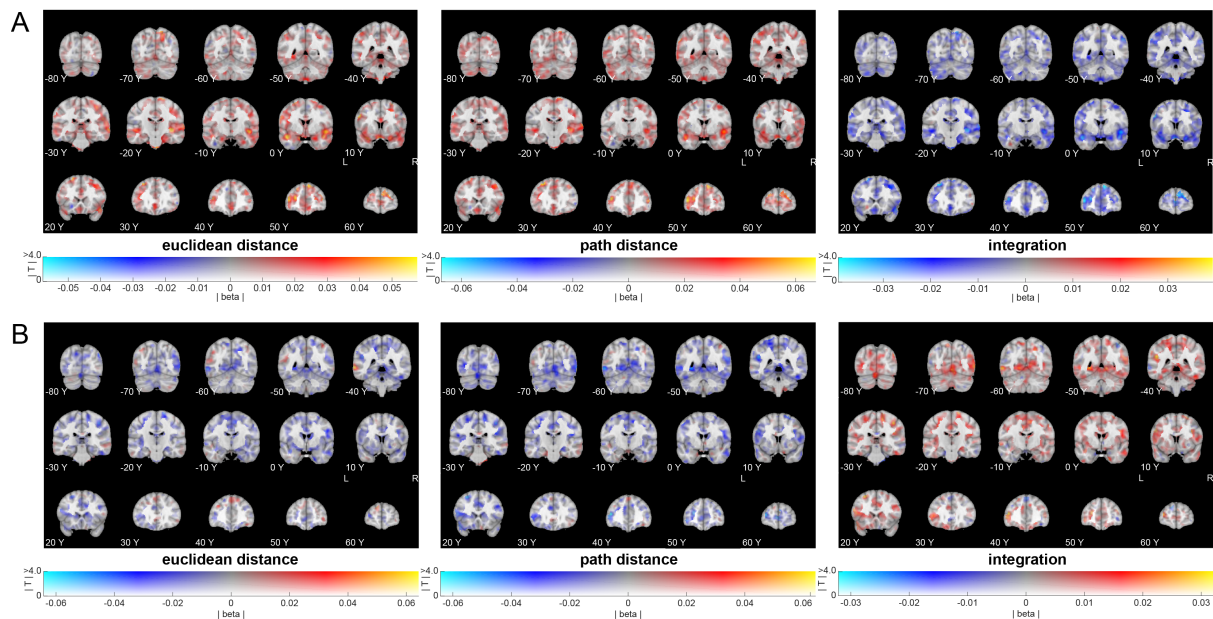 A
-80 Y -70 Y -60 Y -50 Y -40 Y
-30 Y -20 Y -10 Y 0 Y 10 Y
L R
20 Y 30 Y 40 Y 50 Y 60 Y
euclidean distance
>4.0
| T |
0
-0.05 -0.04 -0.03 -0.02 -0.01 0 0.01 0.02 0.03 0.04 0.05
| beta |
-80 Y -70 Y -60 Y -50 Y -40 Y
-30 Y -20 Y -10 Y 0 Y 10 Y
L R
20 Y 30 Y 40 Y 50 Y 60 Y
path distance
>4.0
| T |
0
-0.06 -0.04 -0.02 0 0.02 0.04 0.06
| beta |
-80 Y -70 Y -60 Y -50 Y -40 Y
-30 Y -20 Y -10 Y 0 Y 10 Y
L R
20 Y 30 Y 40 Y 50 Y 60 Y
integration
>4.0
| T |
0
-0.03 -0.02 -0.01 0 0.01 0.02 0.03
| beta |
B
-80 Y -70 Y -60 Y -50 Y -40 Y
-30 Y -20 Y -10 Y 0 Y 10 Y
L R
20 Y 30 Y 40 Y 50 Y 60 Y
euclidean distance
>4.0
| T |
0
-0.06 -0.04 -0.02 0 0.02 0.04 0.06
| beta |
-80 Y -70 Y -60 Y -50 Y -40 Y
-30 Y -20 Y -10 Y 0 Y 10 Y
L R
20 Y 30 Y 40 Y 50 Y 60 Y
path distance
>4.0
| T |
0
-0.06 -0.04 -0.02 0 0.02 0.04 0.06
| beta |
-80 Y -70 Y -60 Y -50 Y -40 Y
-30 Y -20 Y -10 Y 0 Y 10 Y
L R
20 Y 30 Y 40 Y 50 Y 60 Y
integration
>4.0
| T |
0
-0.03 -0.02 -0.01 0 0.01 0.02 0.03
| beta |